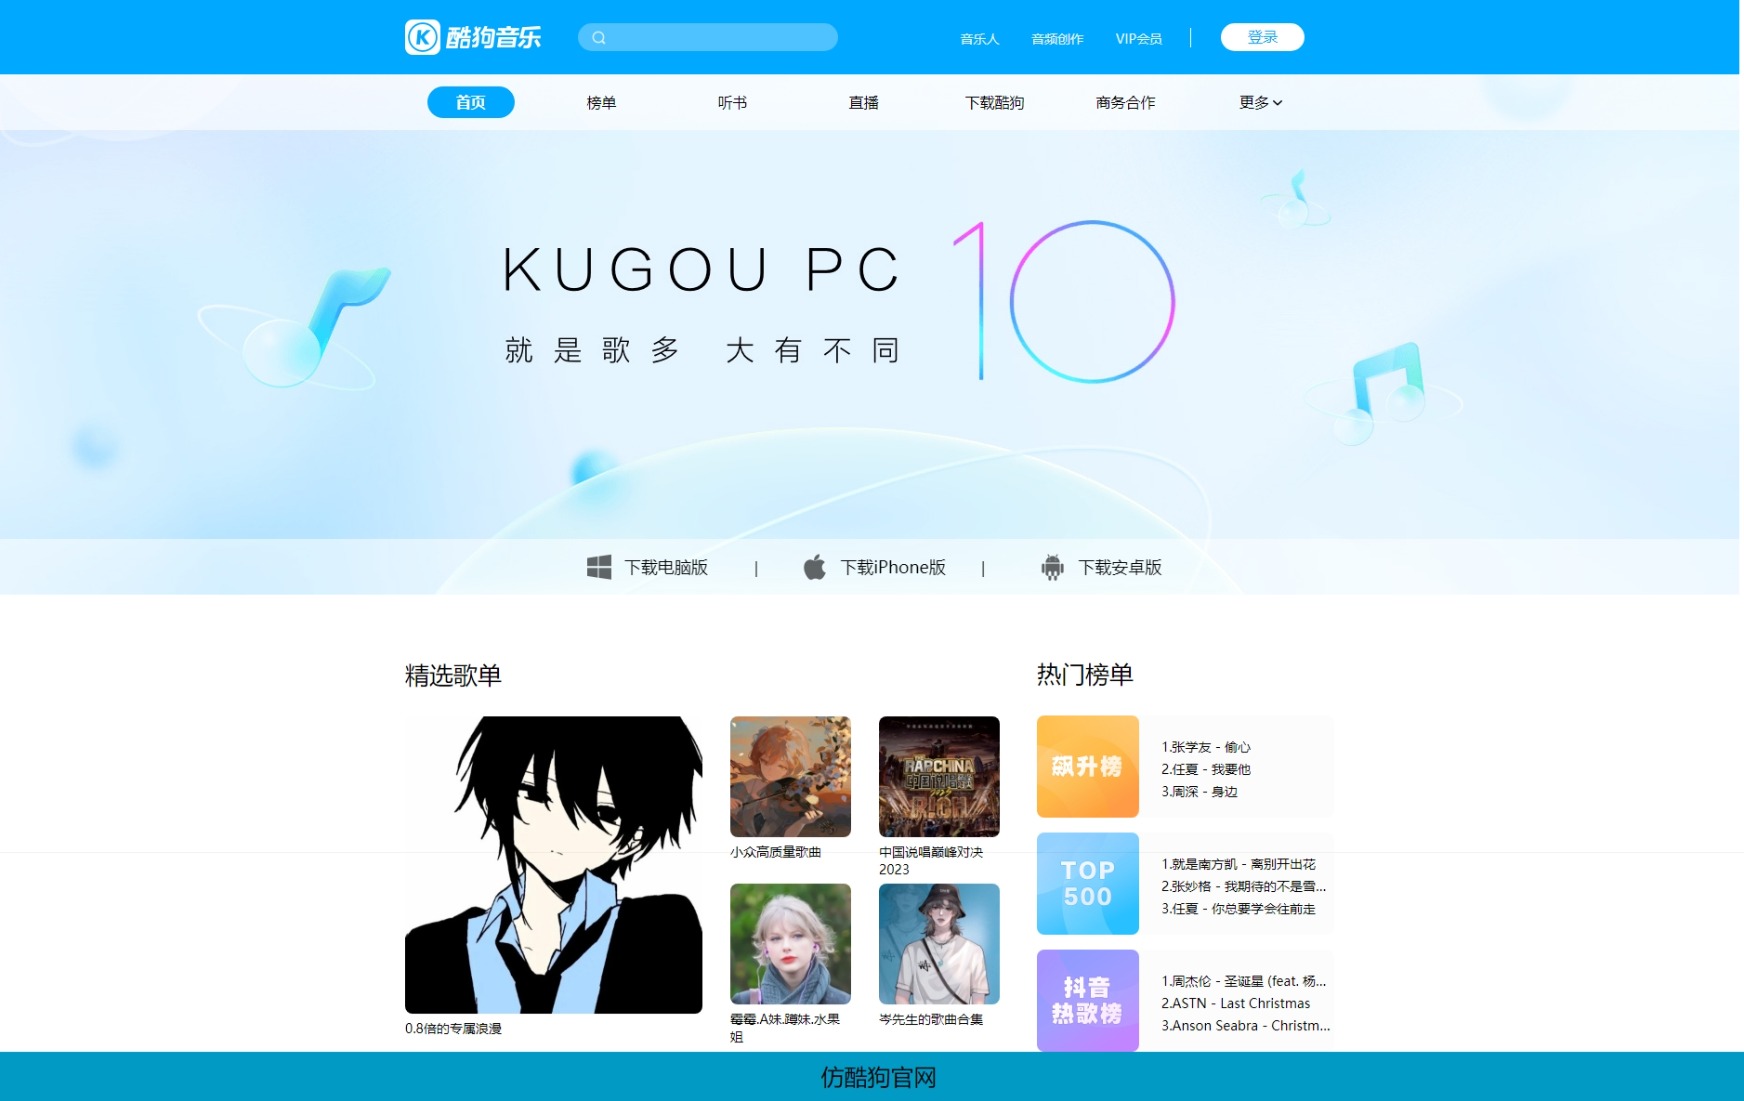 酷狗音乐
音乐人 音频创作 VIP会员 登录
首页 榜单 听书 直播 下载酷狗 商务合作 更多
KUGOU PC 10
就是歌多 大有不同
下载电脑版 | 下载iPhone版 | 下载安卓版
精选歌单
0.8倍的专属浪漫
小众高质量歌曲
RAPCHINA
中国说唱巅峰对决
2023
霉霉.A妹.蹲妹.水果
姐
岑先生的歌曲合集
热门榜单
飙升榜
1.张学友 - 偷心
2.任夏 - 我要他
3.周深 - 身边
TOP
500
1.就是南方凯 - 离别开出花
2.张妙格 - 我期待的不是雪...
3.任夏 - 你总要学会往前走
抖音
热歌榜
1.周杰伦 - 圣诞星 (feat. 杨...
2.ASTN - Last Christmas
3.Anson Seabra - Christm...
仿酷狗官网